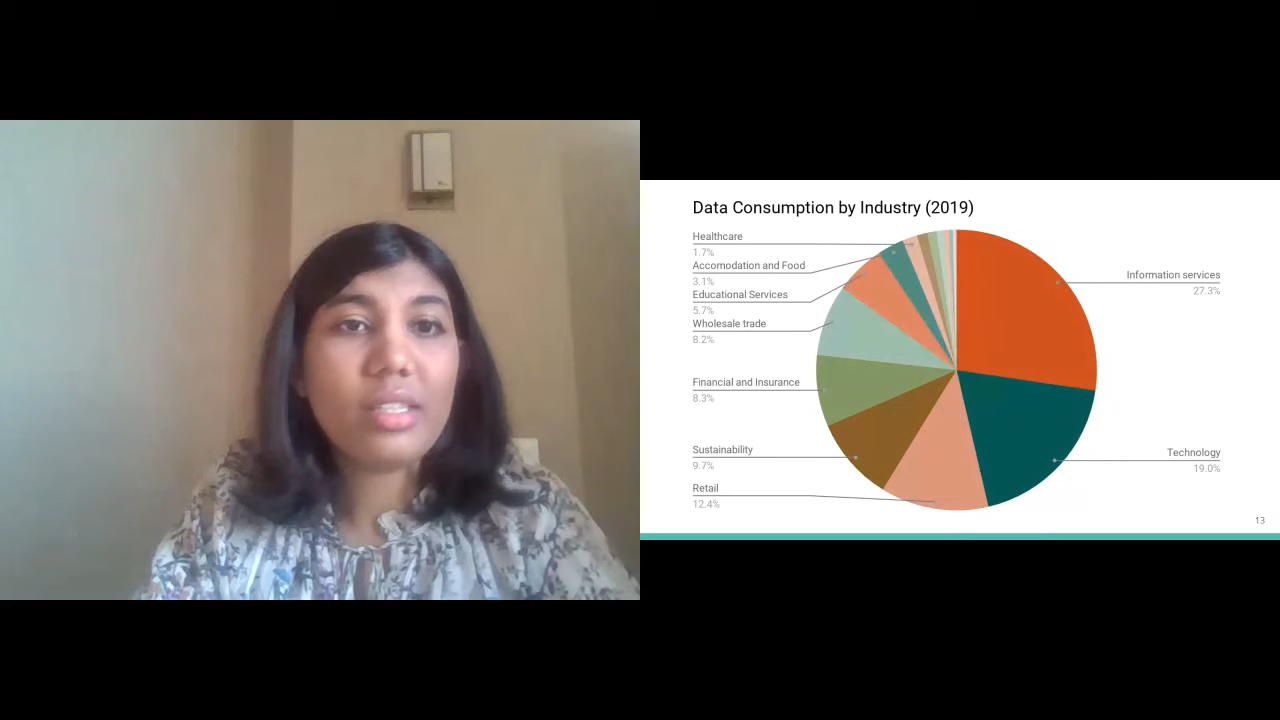 Data Consumption by Industry (2019)
Healthcare
1.7%
Accomodation and Food
3.1%
Educational Services
5.7%
Wholesale trade
8.2%
Financial and Insurance
8.3%
Sustainability
9.7%
Retail
12.4%
Information services
27.3%
Technology
19.0%
13